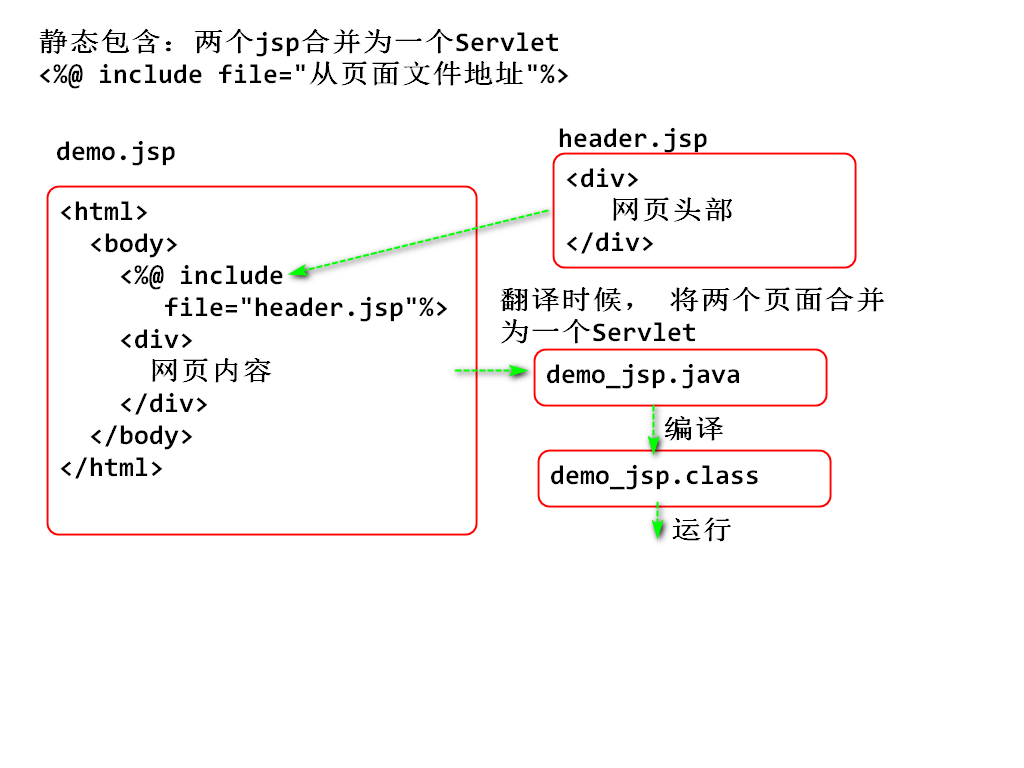 静态包含：两个jsp合并为一个Servlet
<%@ include file="从页面文件地址"%>
demo.jsp
<html>
<body>
<%@ include
file="header.jsp"%>
<div>
网页内容
</div>
</body>
</html>
header.jsp
<div>
网页头部
</div>
翻译时候， 将两个页面合并
为一个Servlet
demo_jsp.java
编译
demo_jsp.class
运行